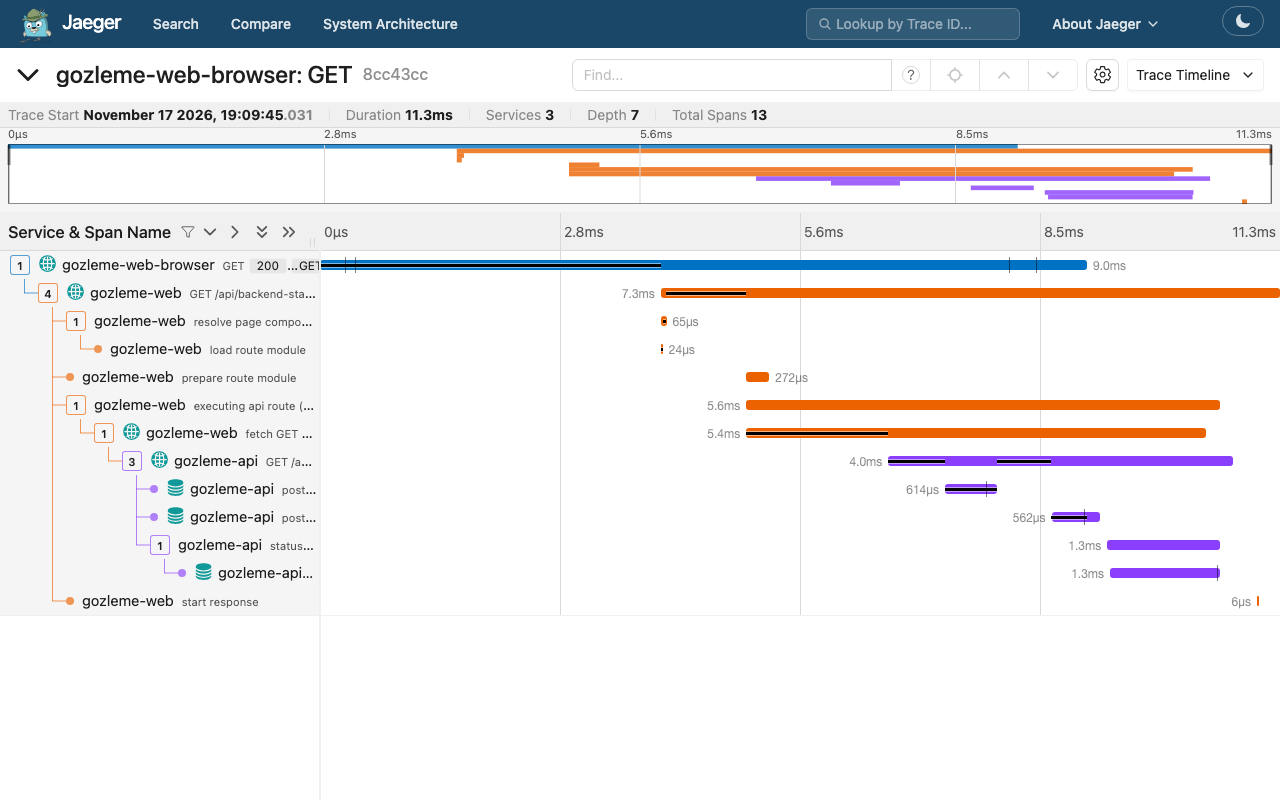 Jaeger Search Compare System Architecture Lookup by Trace ID... About Jaeger
gozleme-web-browser: GET 8cc43cc Find... ? Trace Timeline
Trace Start November 17 2026, 19:09:45.031 Duration 11.3ms Services 3 Depth 7 Total Spans 13
0μs 2.8ms 5.6ms 8.5ms 11.3ms
Service & Span Name 0μs 2.8ms 5.6ms 8.5ms 11.3ms
1 gozleme-web-browser GET 200 ...GET 9.0ms
4 gozleme-web GET /api/backend-sta... 7.3ms
1 gozleme-web resolve page compo... 65μs
gozleme-web load route module 24μs
gozleme-web prepare route module 272μs
1 gozleme-web executing api route (... 5.6ms
1 gozleme-web fetch GET ... 5.4ms
3 gozleme-api GET /a... 4.0ms
gozleme-api post... 614μs
gozleme-api post... 562μs
1 gozleme-api status... 1.3ms
gozleme-api... 1.3ms
gozleme-web start response 6μs